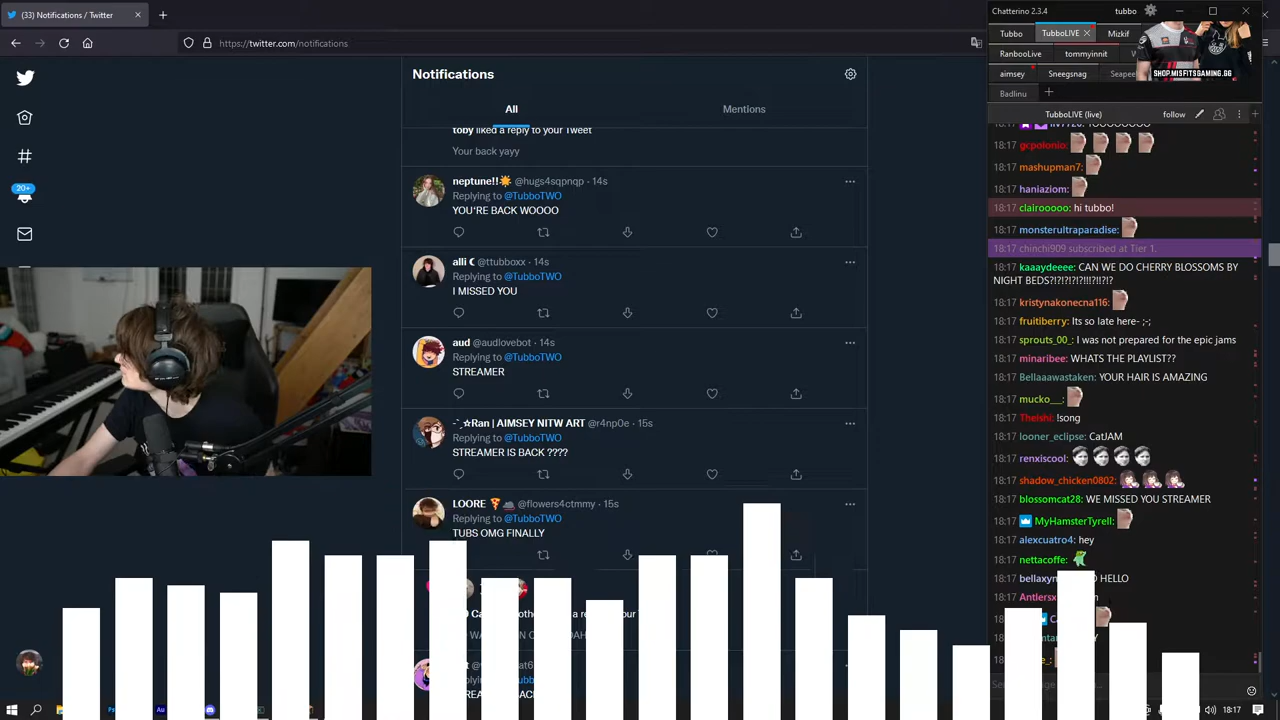 (33) Notifications / Twitter
https://twitter.com/notifications
Notifications
All
Mentions
20+
toby liked a reply to your Tweet
Your back yayy
neptune!!☀ @hugs4sqpnqp · 14s
Replying to @TubboTWO
YOU'RE BACK WOOOO
alli ☾ @ttubboxx · 14s
Replying to @TubboTWO
I MISSED YOU
aud @audlovebot · 14s
Replying to @TubboTWO
STREAMER
-`¸☆Ran | AIMSEY NITW ART @r4np0e · 15s
Replying to @TubboTWO
STREAMER IS BACK ????
LOORE 🍕 @flowers4ctmmy · 15s
Replying to @TubboTWO
TUBS OMG FINALLY
Chatterino 2.3.4
tubbo
Tubbo
TubboLIVE
Mizkif
RanbooLive
tommyinnit
aimsey
Sneegsnag
Seapee
SHOP.MISFITSGAMING.GG
Badlinu
TubboLIVE (live)
follow
18:17 gcpolonio:
18:17 mashupman7:
18:17 haniaziom:
18:17 clairooooo: hi tubbo!
18:17 monsterultraparadise:
18:17 chinchi909 subscribed at Tier 1.
18:17 kaaaydeeee: CAN WE DO CHERRY BLOSSOMS BY
NIGHT BEDS?!?!?!?!?!!!?!!?!?
18:17 kristynakonecna116:
18:17 fruitiberry: Its so late here- ;-;
18:17 sprouts_00_: I was not prepared for the epic jams
18:17 minaribee: WHATS THE PLAYLIST??
18:17 Bellaaawastaken: YOUR HAIR IS AMAZING
18:17 mucko___:
18:17 Theishi: !song
18:17 looner_eclipse: CatJAM
18:17 renxiscool:
18:17 shadow_chicken0802:
18:17 blossomcat28: WE MISSED YOU STREAMER
18:17 MyHamsterTyrell:
18:17 alexcuatro4: hey
18:17 nettacoffe:
18:17 HELLO
18:17
18:17